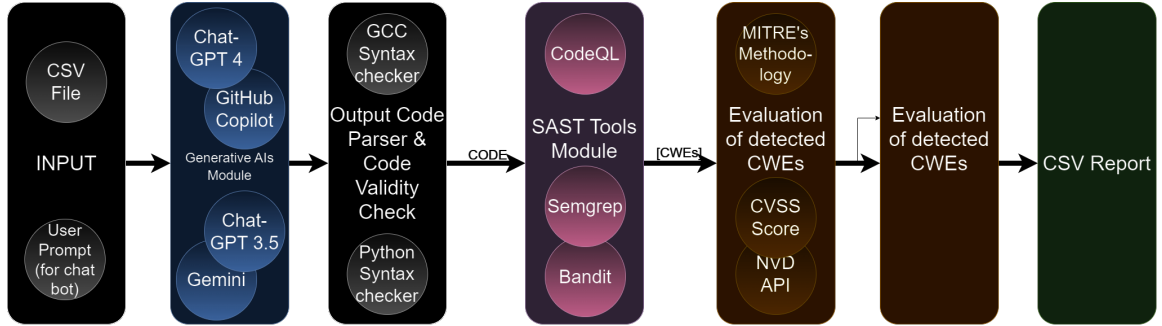 CSV
File
INPUT
User
Prompt
(for chat
bot)
Chat-
GPT 4
GitHub
Copilot
Generative AIs
Module
Chat-
GPT 3.5
Gemini
GCC
Syntax
checker
Output Code
Parser &
Code
Validity
Check
Python
Syntax
checker
CODE
CodeQL
SAST Tools
Module
Semgrep
Bandit
[CWEs]
MITRE's
Methodo-
logy
Evaluation
of detected
CWEs
CVSS
Score
NVD
API
Evaluation
of detected
CWEs
CSV Report